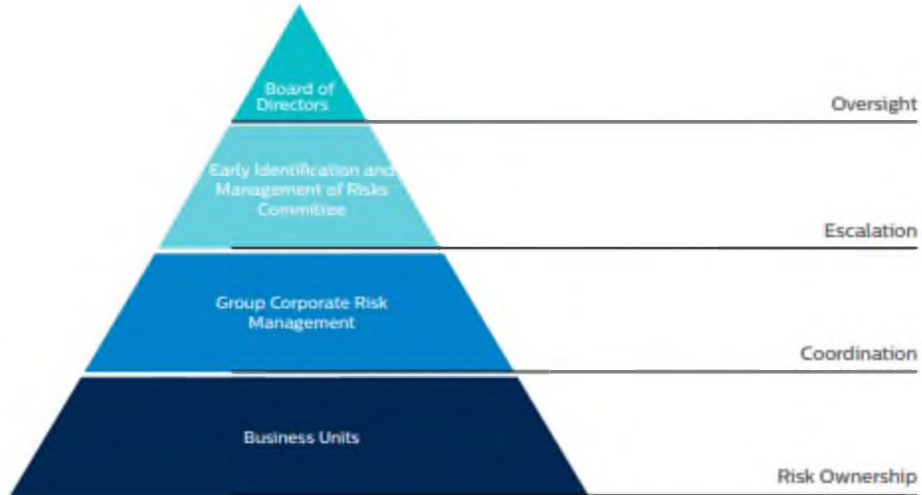 Board of
Directors
Oversight
Early Identification and
Management of Risks
Committee
Escalation
Group Corporate Risk
Management
Coordination
Business Units
Risk Ownership